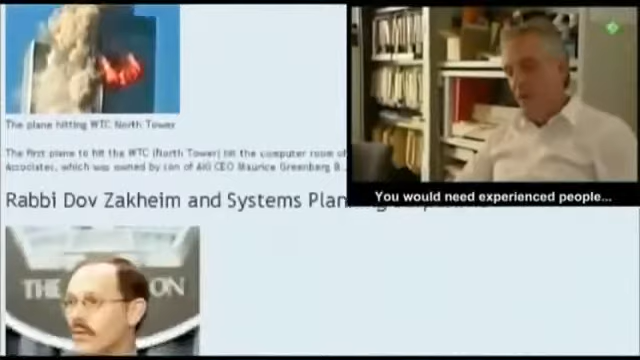 The plane hitting WTC North Tower
The first plane to hit the WTC (North Tower) hit the computer room of
Associates, which was owned by son of AIG CEO Maurice Greenberg
Rabbi Dov Zakheim and Systems
You would need experienced people...
THE
ON